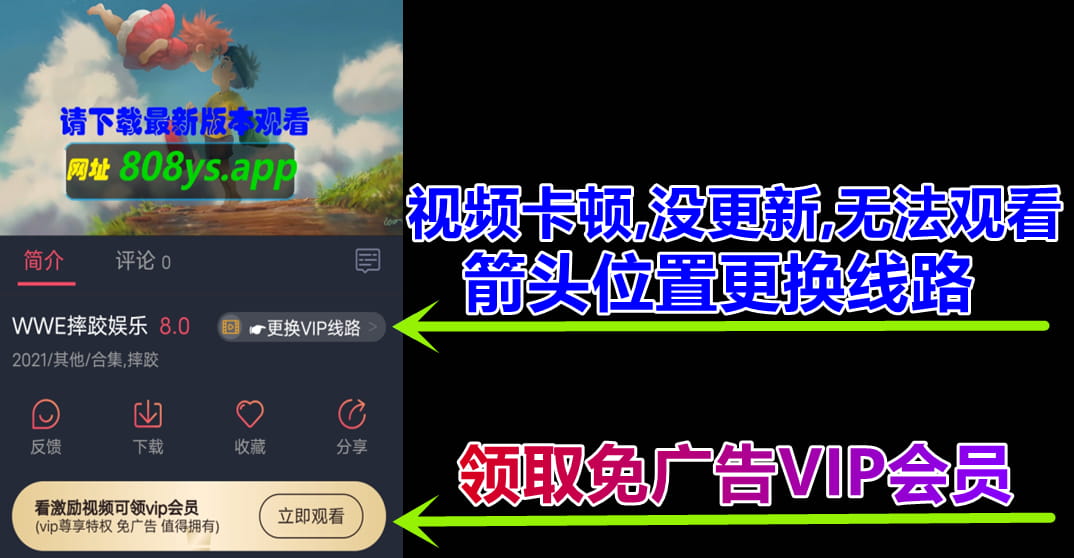 请下载最新版本观看
网址 808ys.app
简介 评论 0
WWE摔跤娱乐 8.0 更换VIP线路 >
2021/其他/合集,摔跤
反馈 下载 收藏 分享
看激励视频可领vip会员
(vip尊享特权 免广告 值得拥有)
立即观看
视频卡顿,没更新,无法观看
箭头位置更换线路
领取免广告VIP会员